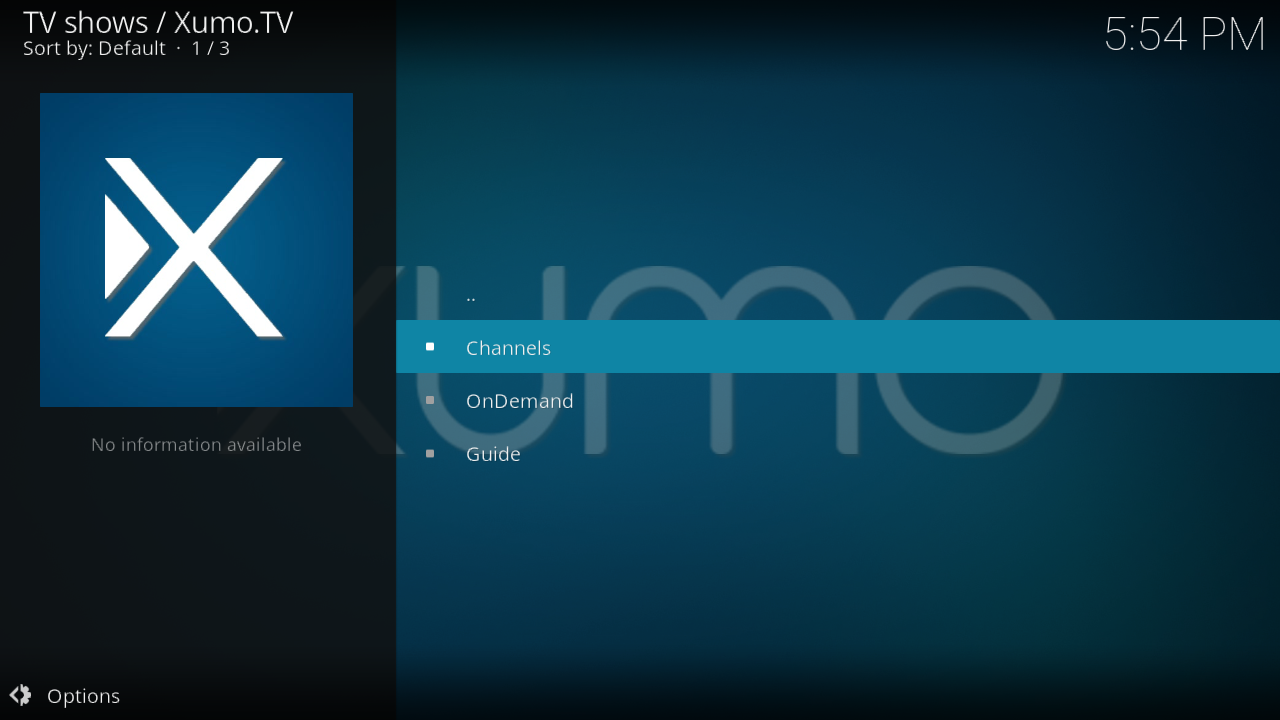 TV shows / Xumo.TV
Sort by: Default · 1 / 3
5:54 PM
X
xumo
..
Channels
OnDemand
Guide
No information available
Options